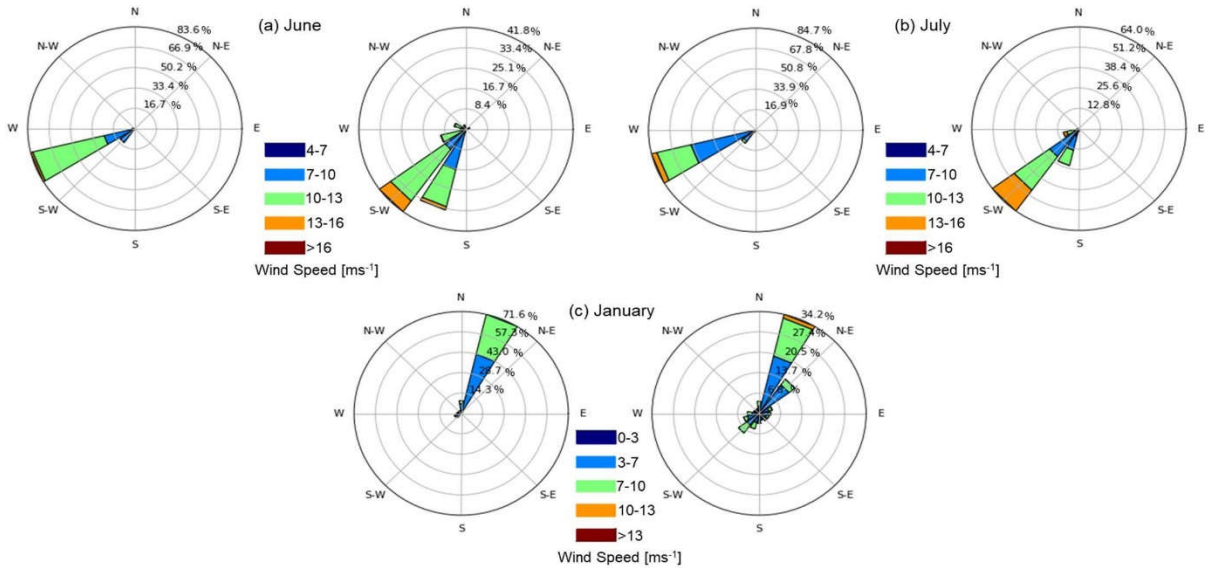 (a) June
N
N-E
E
S-E
S
S-W
W
N-W
83.6 %
66.9 %
50.2 %
33.4 %
16.7 %
N
N-E
E
S-E
S
S-W
W
N-W
41.8 %
33.4 %
25.1 %
16.7 %
8.4 %
4-7
7-10
10-13
13-16
>16
Wind Speed [ms⁻¹]
(b) July
N
N-E
E
S-E
S
S-W
W
N-W
84.7 %
67.8 %
50.8 %
33.9 %
16.9 %
N
N-E
E
S-E
S
S-W
W
N-W
64.0 %
51.2 %
38.4 %
25.6 %
12.8 %
4-7
7-10
10-13
13-16
>16
Wind Speed [ms⁻¹]
(c) January
N
N-E
E
S-E
S
S-W
W
N-W
71.6 %
57.3 %
43.0 %
28.7 %
14.3 %
N
N-E
E
S-E
S
S-W
W
N-W
34.2 %
27.4 %
20.5 %
13.7 %
6.8 %
0-3
3-7
7-10
10-13
>13
Wind Speed [ms⁻¹]